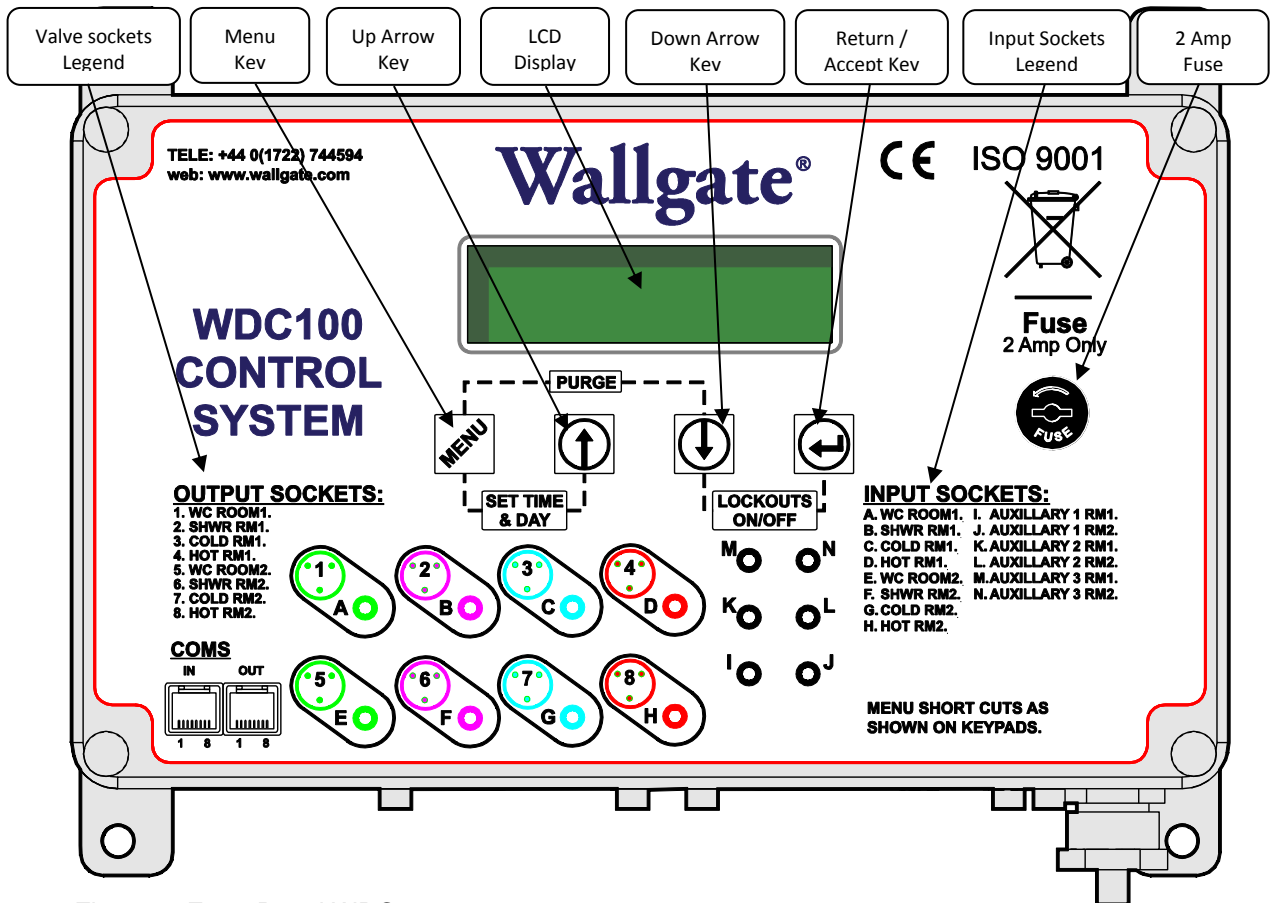 Valve sockets
Legend
Menu
Key
Up Arrow
Key
LCD
Display
Down Arrow
Key
Return /
Accept Key
Input Sockets
Legend
2 Amp
Fuse
TELE: +44 0(1722) 744594
web: www.wallgate.com
Wallgate®
CE
ISO 9001
WDC100
CONTROL
SYSTEM
Fuse
2 Amp Only
FUSE
PURGE
MENU
SET TIME
& DAY
LOCKOUTS
ON/OFF
OUTPUT SOCKETS:
1. WC ROOM1.
2. SHWR RM1.
3. COLD RM1.
4. HOT RM1.
5. WC ROOM2.
6. SHWR RM2.
7. COLD RM2.
8. HOT RM2.
INPUT SOCKETS:
A. WC ROOM1. I. AUXILLARY 1 RM1.
B. SHWR RM1. J. AUXILLARY 1 RM2.
C. COLD RM1. K. AUXILLARY 2 RM1.
D. HOT RM1. L. AUXILLARY 2 RM2.
E. WC ROOM2. M. AUXILLARY 3 RM1.
F. SHWR RM2. N. AUXILLARY 3 RM2.
G. COLD RM2.
H. HOT RM2.
1 A
2 B
3 C
4 D
M N
K L
I J
5 E
6 F
7 G
8 H
COMS
IN OUT
1 8 1 8
MENU SHORT CUTS AS
SHOWN ON KEYPADS.